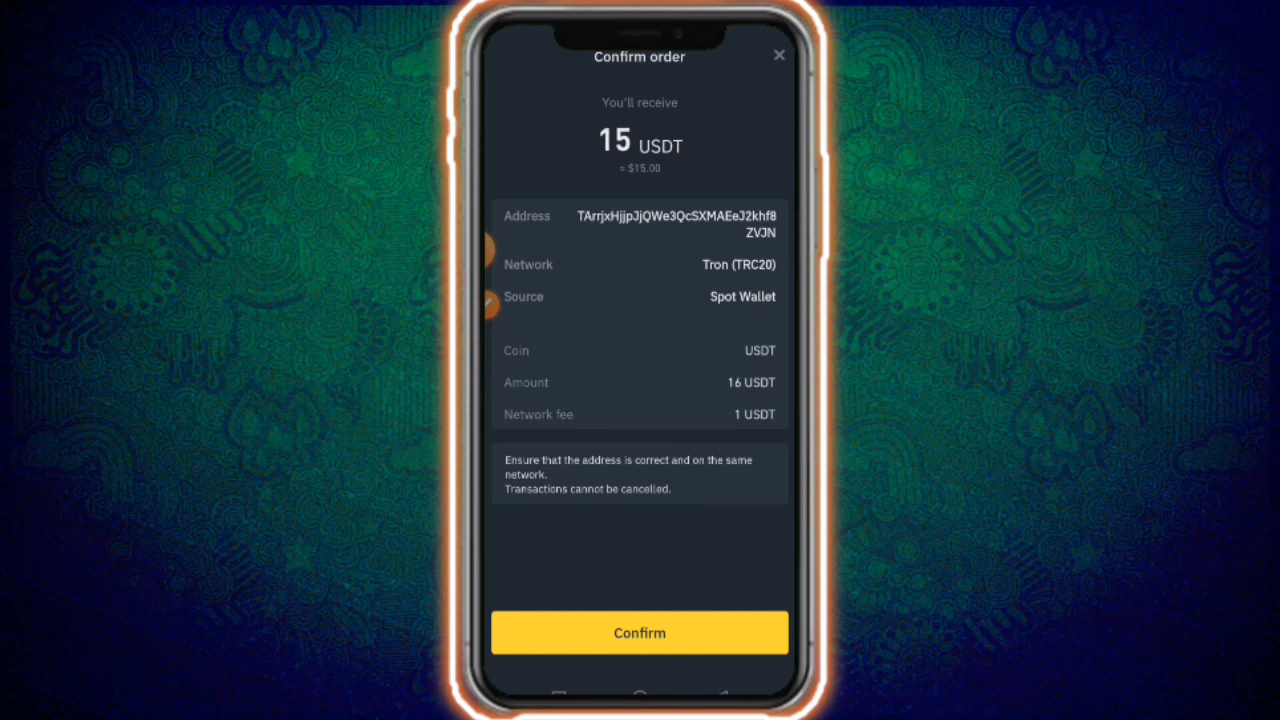 Confirm order
You'll receive
15 USDT
≈ $15.00
Address TArrjxHjjpJjQWe3QcSXMAEeJ2khf8
ZVJN
Network Tron (TRC20)
Source Spot Wallet
Coin USDT
Amount 16 USDT
Network fee 1 USDT
Ensure that the address is correct and on the same
network.
Transactions cannot be cancelled.
Confirm